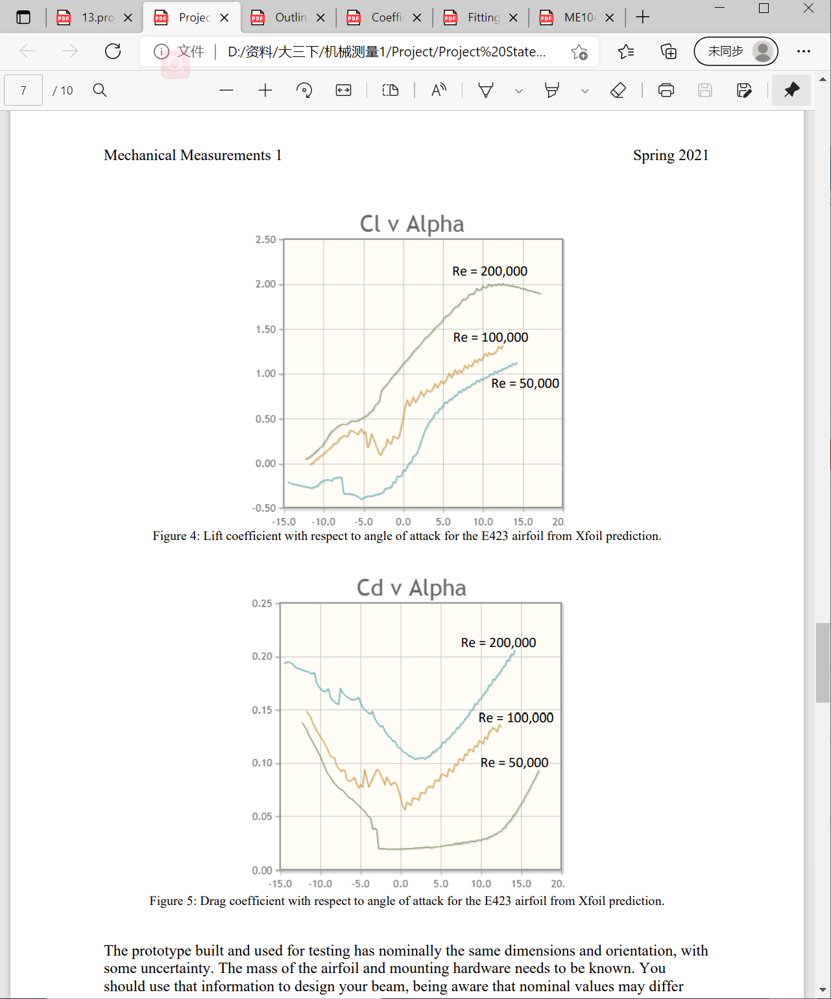 13.pro
Projec
Outlin
Coeffi
Fitting
ME104
文件
D:/资料/大三下/机械测量1/Project/Project%20State...
未同步
7
/ 10
Mechanical Measurements 1
Spring 2021
Cl v Alpha
2.50
Re = 200,000
2.00
1.50
Re = 100,000
1.00
Re = 50,000
0.50
0.00
-0.50
-15.0 -10.0 -5.0 0.0 5.0 10.0 15.0 20.
Figure 4: Lift coefficient with respect to angle of attack for the E423 airfoil from Xfoil prediction.
Cd v Alpha
0.25
Re = 200,000
0.20
0.15
Re = 100,000
0.10
Re = 50,000
0.05
0.00
-15.0 -10.0 -5.0 0.0 5.0 10.0 15.0 20.
Figure 5: Drag coefficient with respect to angle of attack for the E423 airfoil from Xfoil prediction.
The prototype built and used for testing has nominally the same dimensions and orientation, with
some uncertainty. The mass of the airfoil and mounting hardware needs to be known. You
should use that information to design your beam, being aware that nominal values may differ